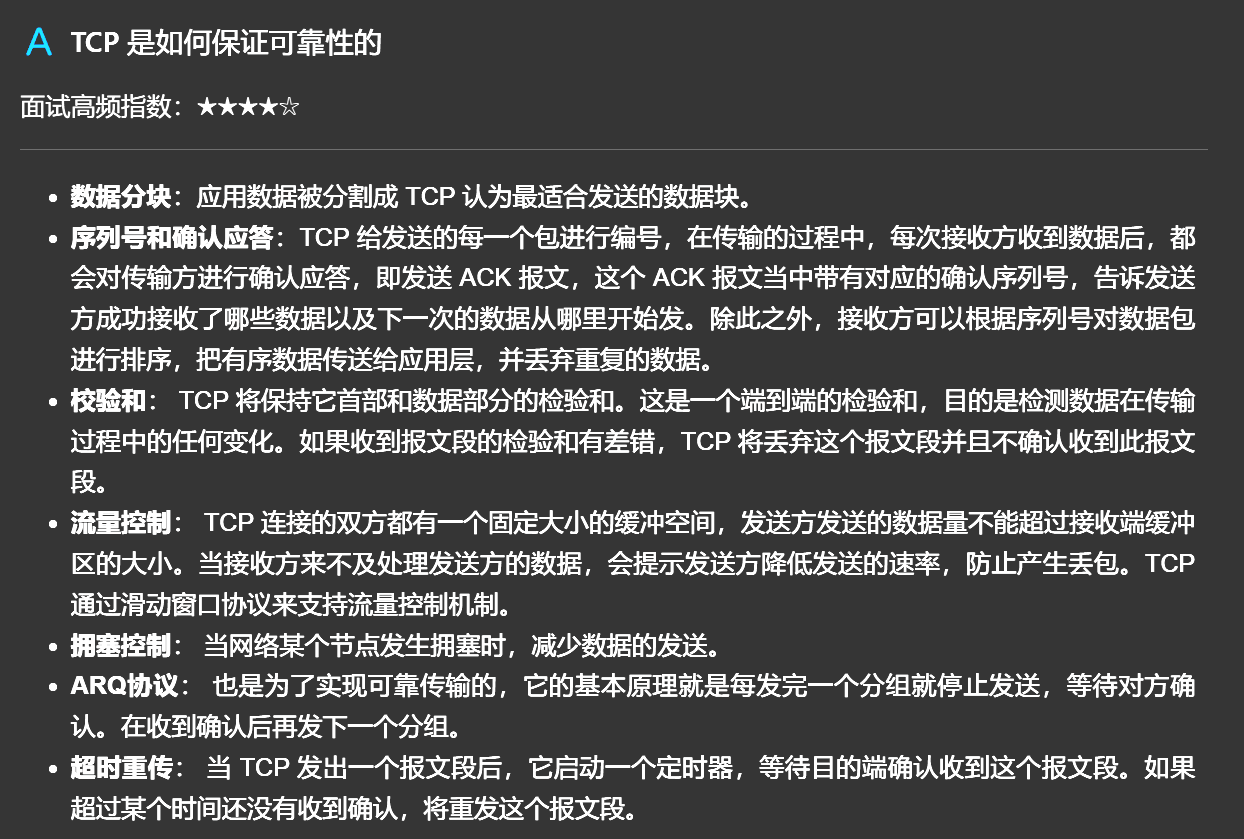 TCP 是如何保证可靠性的
面试高频指数：★★★★☆
• 数据分块：应用数据被分割成 TCP 认为最适合发送的数据块。
• 序列号和确认应答：TCP 给发送的每一个包进行编号，在传输的过程中，每次接收方收到数据后，都
会对传输方进行确认应答，即发送 ACK 报文，这个 ACK 报文当中带有对应的确认序列号，告诉发送
方成功接收了哪些数据以及下一次的数据从哪里开始发。除此之外，接收方可以根据序列号对数据包
进行排序，把有序数据传送给应用层，并丢弃重复的数据。
• 校验和： TCP 将保持它首部和数据部分的检验和。这是一个端到端的检验和，目的是检测数据在传输
过程中的任何变化。如果收到报文段的检验和有差错，TCP 将丢弃这个报文段并且不确认收到此报文
段。
• 流量控制： TCP 连接的双方都有一个固定大小的缓冲空间，发送方发送的数据量不能超过接收端缓冲
区的大小。当接收方来不及处理发送方的数据，会提示发送方降低发送的速率，防止产生丢包。TCP
通过滑动窗口协议来支持流量控制机制。
• 拥塞控制： 当网络某个节点发生拥塞时，减少数据的发送。
• ARQ协议： 也是为了实现可靠传输的，它的基本原理就是每发完一个分组就停止发送，等待对方确
认。在收到确认后再发下一个分组。
• 超时重传： 当 TCP 发出一个报文段后，它启动一个定时器，等待目的端确认收到这个报文段。如果
超过某个时间还没有收到确认，将重发这个报文段。